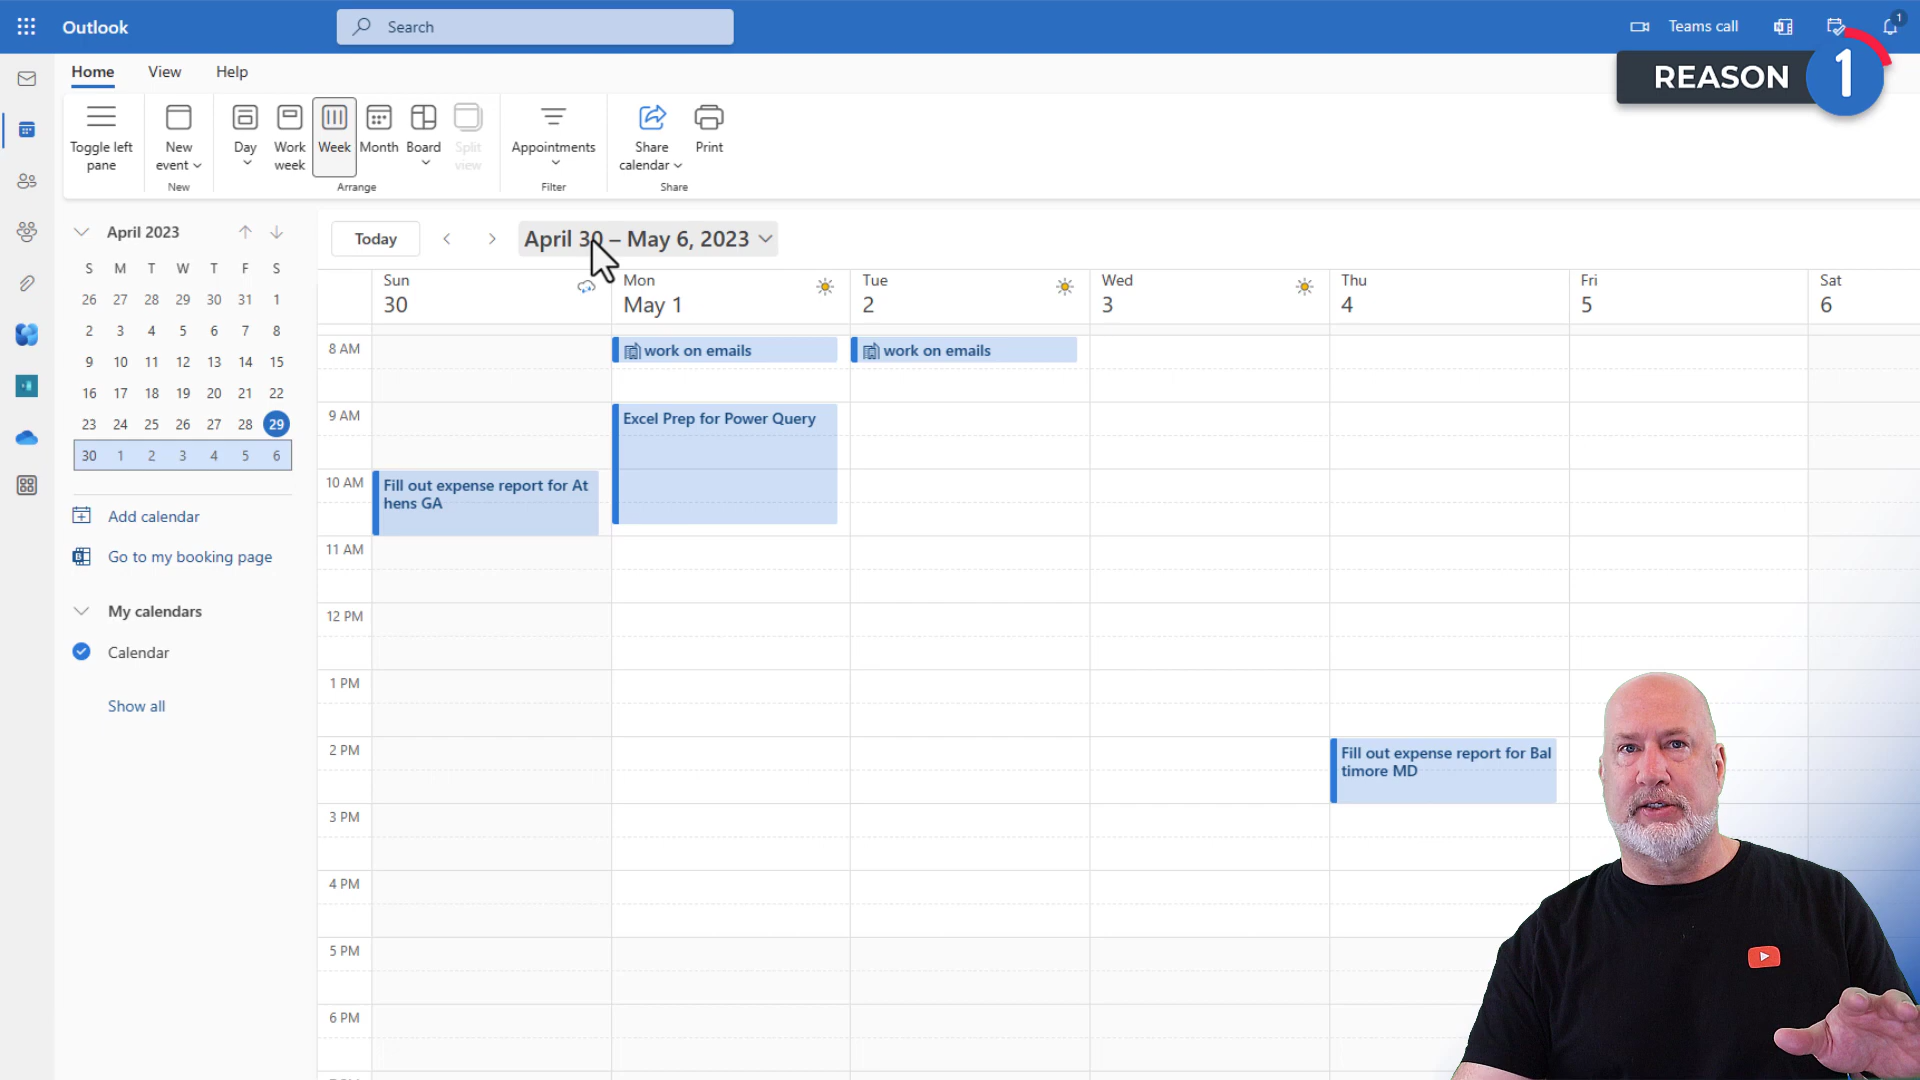 Outlook
Search
Teams call
1
REASON 1
Home View Help
Toggle left pane
New event
Day
Work week
Week
Month
Board
Split view
Appointments
Share calendar
Print
New
Arrange
Filter
Share
April 2023
S M T W T F S
26 27 28 29 30 31 1
2 3 4 5 6 7 8
9 10 11 12 13 14 15
16 17 18 19 20 21 22
23 24 25 26 27 28 29
30 1 2 3 4 5 6
Add calendar
Go to my booking page
My calendars
Calendar
Show all
Today
April 30 – May 6, 2023
Sun Mon Tue Wed Thu Fri Sat
30 May 1 2 3 4 5 6
8 AM
work on emails
work on emails
9 AM
Excel Prep for Power Query
10 AM
Fill out expense report for At
hens GA
11 AM
12 PM
1 PM
2 PM
Fill out expense report for Bal
timore MD
3 PM
4 PM
5 PM
6 PM